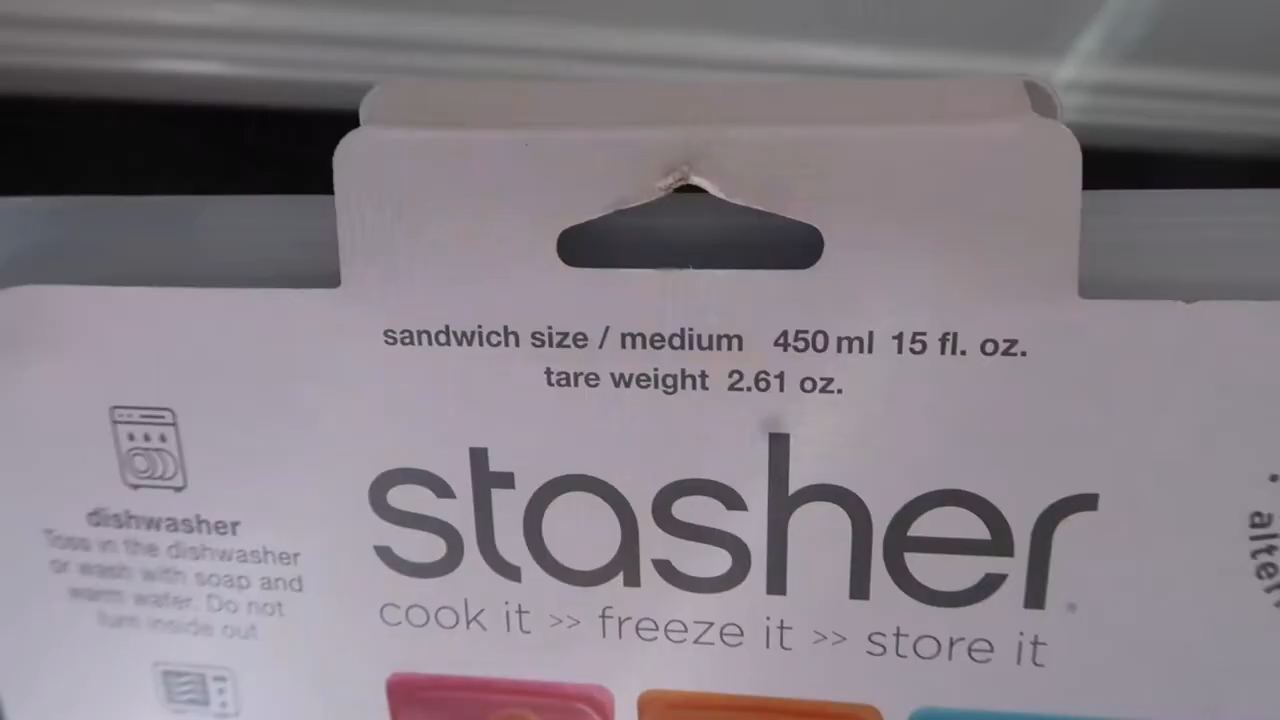 sandwich size / medium 450 ml 15 fl. oz.
tare weight 2.61 oz.
stasher
cook it >> freeze it >> store it
dishwasher
Toss in the dishwasher
or wash with soap and
warm water. Do not
turn inside out
· alter